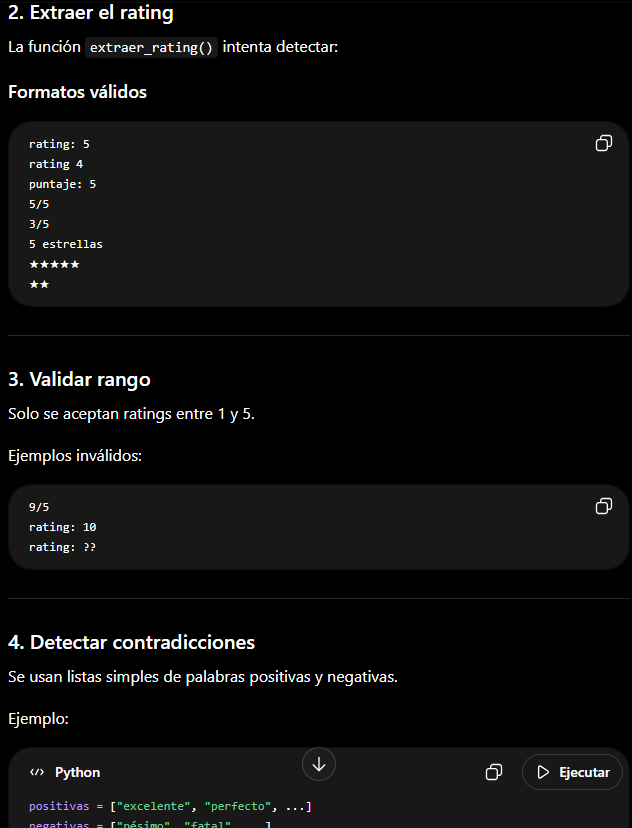 2. Extraer el rating
La función extraer_rating() intenta detectar:
Formatos válidos
rating: 5
rating 4
puntaje: 5
5/5
3/5
5 estrellas
★★★★★
★★
3. Validar rango
Solo se aceptan ratings entre 1 y 5.
Ejemplos inválidos:
9/5
rating: 10
rating: ??
4. Detectar contradicciones
Se usan listas simples de palabras positivas y negativas.
Ejemplo:
Python
Ejecutar
positivas = ["excelente", "perfecto", ...]
negativas = ["pésimo", "fatal", ...]